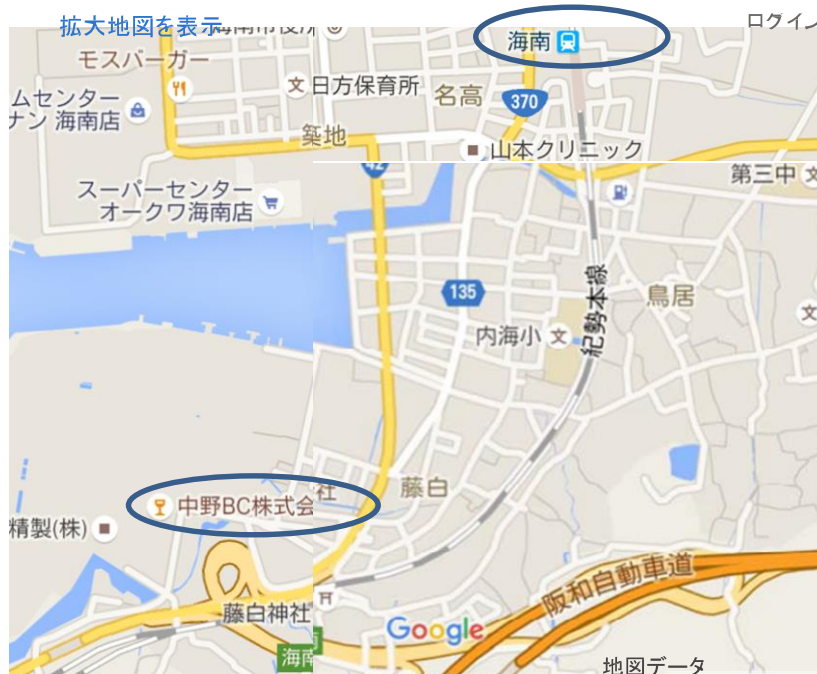 拡大地図を表示
ログイン
海南市役所
海南
モスバーガー
日方保育所
名高
370
ムセンター
ナン 海南店
築地
山本クリニック
42
第三中
スーパーセンター
オークワ海南店
135
紀勢本線
鳥居
内海小
中野BC株式会社
藤白
精製(株)
阪和自動車道
藤白神社
Google
海南
地図データ